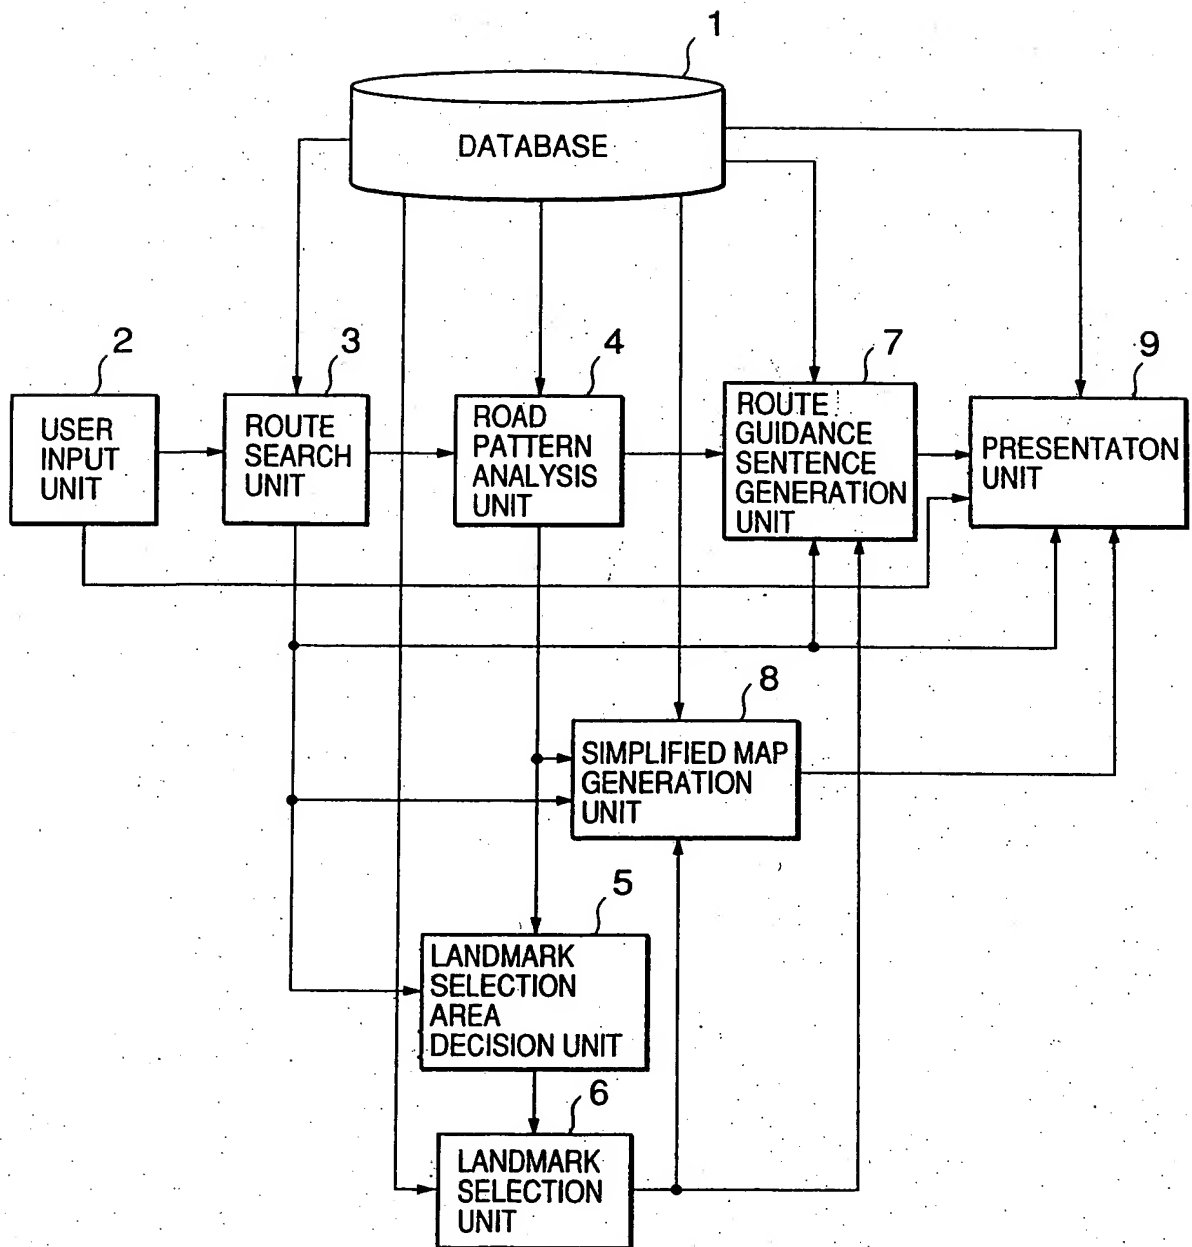 1
DATABASE
2
USER
INPUT
UNIT
3
ROUTE
SEARCH
UNIT
4
ROAD
PATTERN
ANALYSIS
UNIT
7
ROUTE
GUIDANCE
SENTENCE
GENERATION
UNIT
9
PRESENTATON
UNIT
8
SIMPLIFIED MAP
GENERATION
UNIT
5
LANDMARK
SELECTION
AREA
DECISION UNIT
6
LANDMARK
SELECTION
UNIT